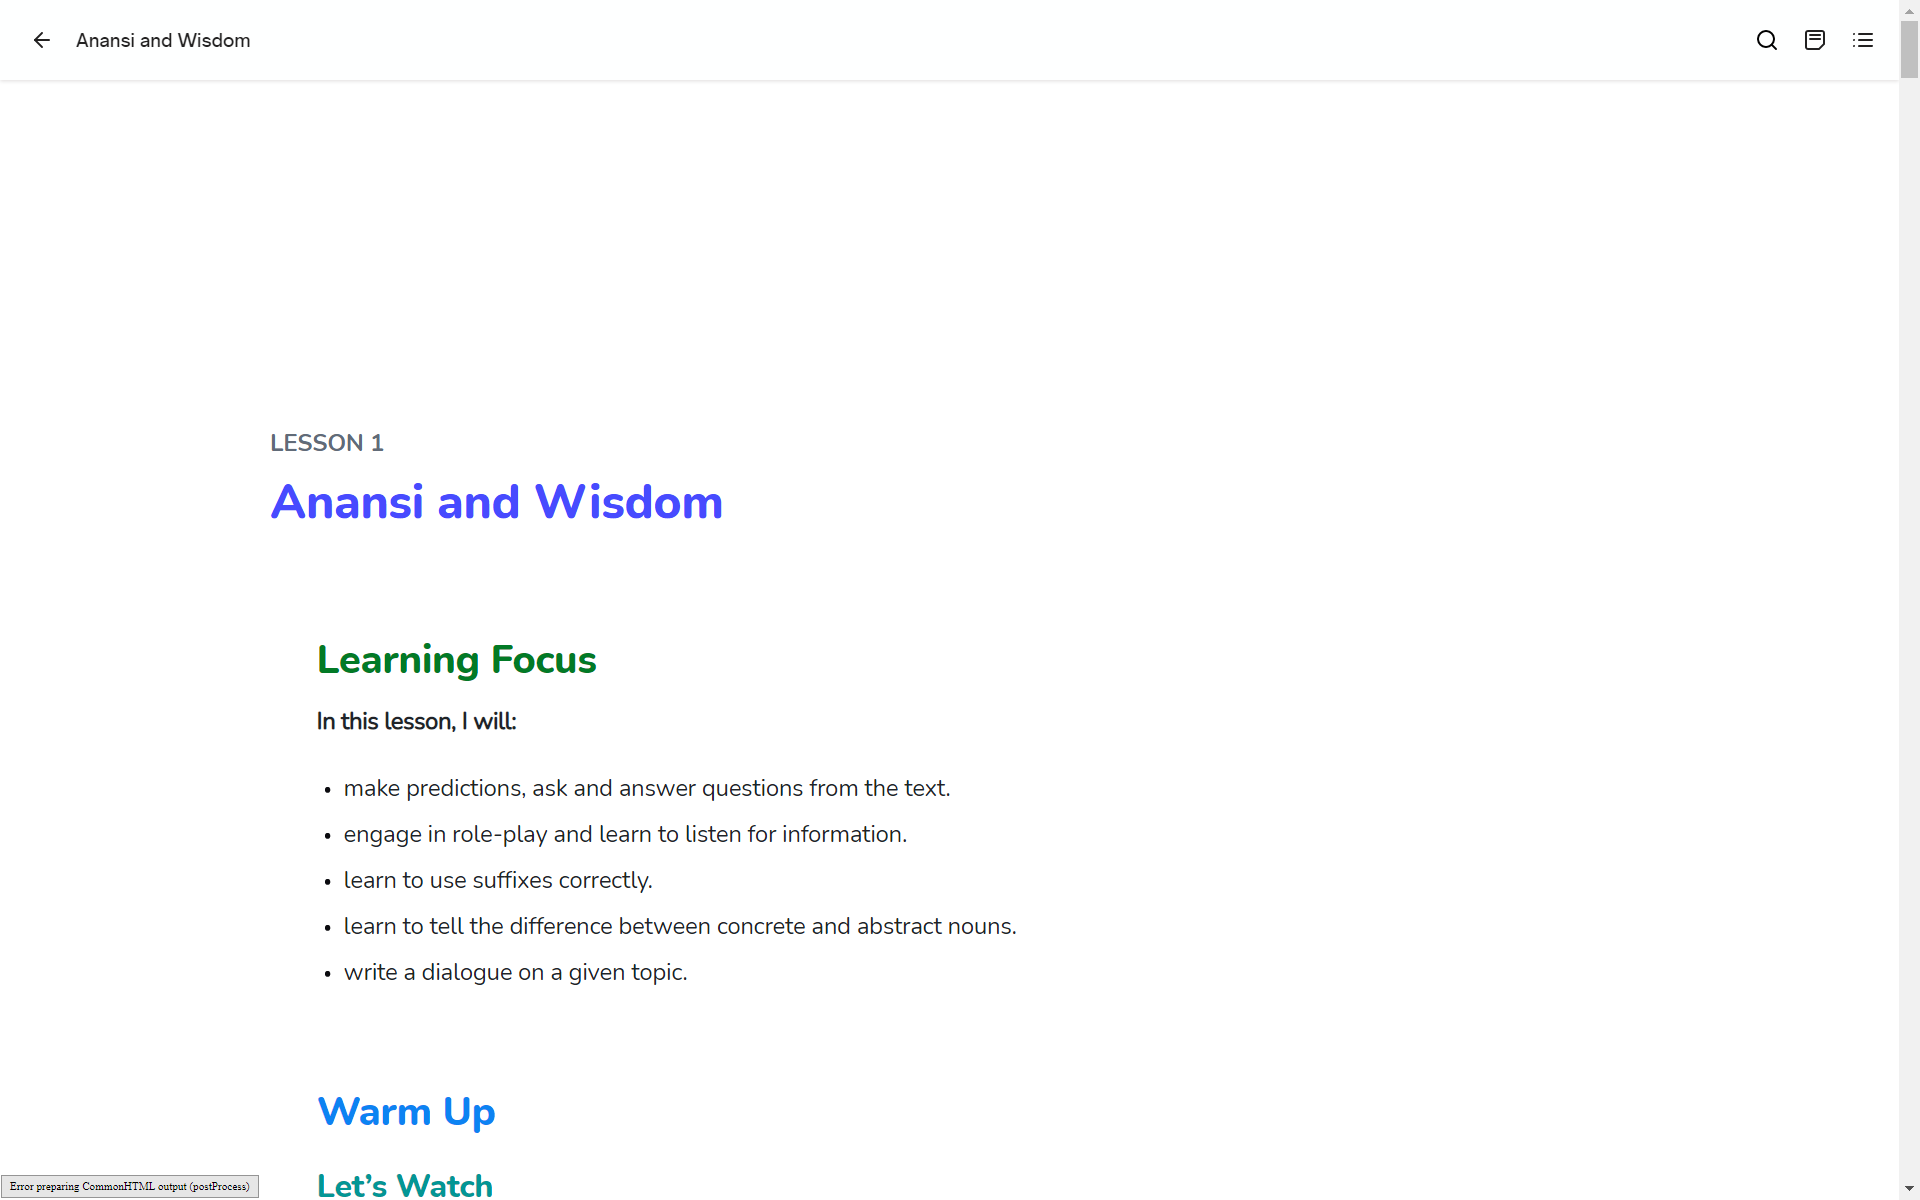 Anansi and Wisdom
LESSON 1
Anansi and Wisdom
Learning Focus
In this lesson, I will:
• make predictions, ask and answer questions from the text.
• engage in role-play and learn to listen for information.
• learn to use suffixes correctly.
• learn to tell the difference between concrete and abstract nouns.
• write a dialogue on a given topic.
Warm Up
Let’s Watch
Error preparing CommonHTML output (postProcess)